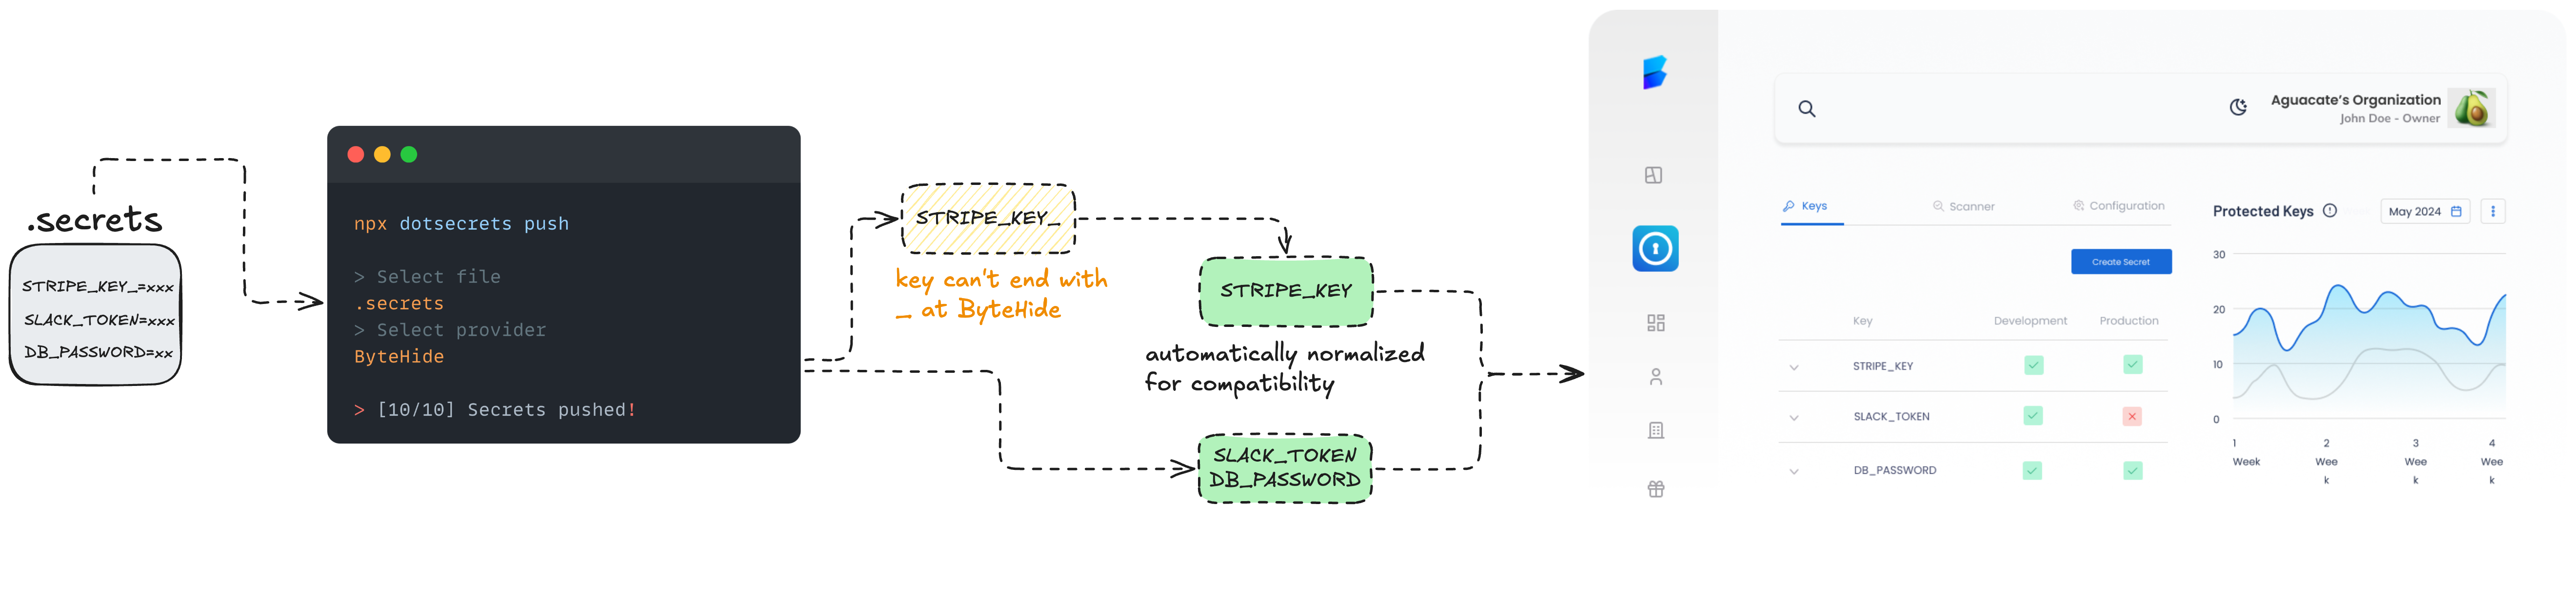 .secrets
STRIPE_KEY_=xxx
SLACK_TOKEN=xxx
DB_PASSWORD=xx
npx dotsecrets push
> Select file
.secrets
> Select provider
ByteHide
> [10/10] Secrets pushed!
STRIPE_KEY_
key can't end with
_ at ByteHide
STRIPE_KEY
automatically normalized
for compatibility
SLACK_TOKEN
DB_PASSWORD
Aguacate's Organization
John Doe - Owner
Keys
Scanner
Configuration
Create Secret
Key Development Production
STRIPE_KEY
SLACK_TOKEN
DB_PASSWORD
Protected Keys
May 2024
30
20
10
0
1 2 3 4
Week Wee Wee Wee
k k k